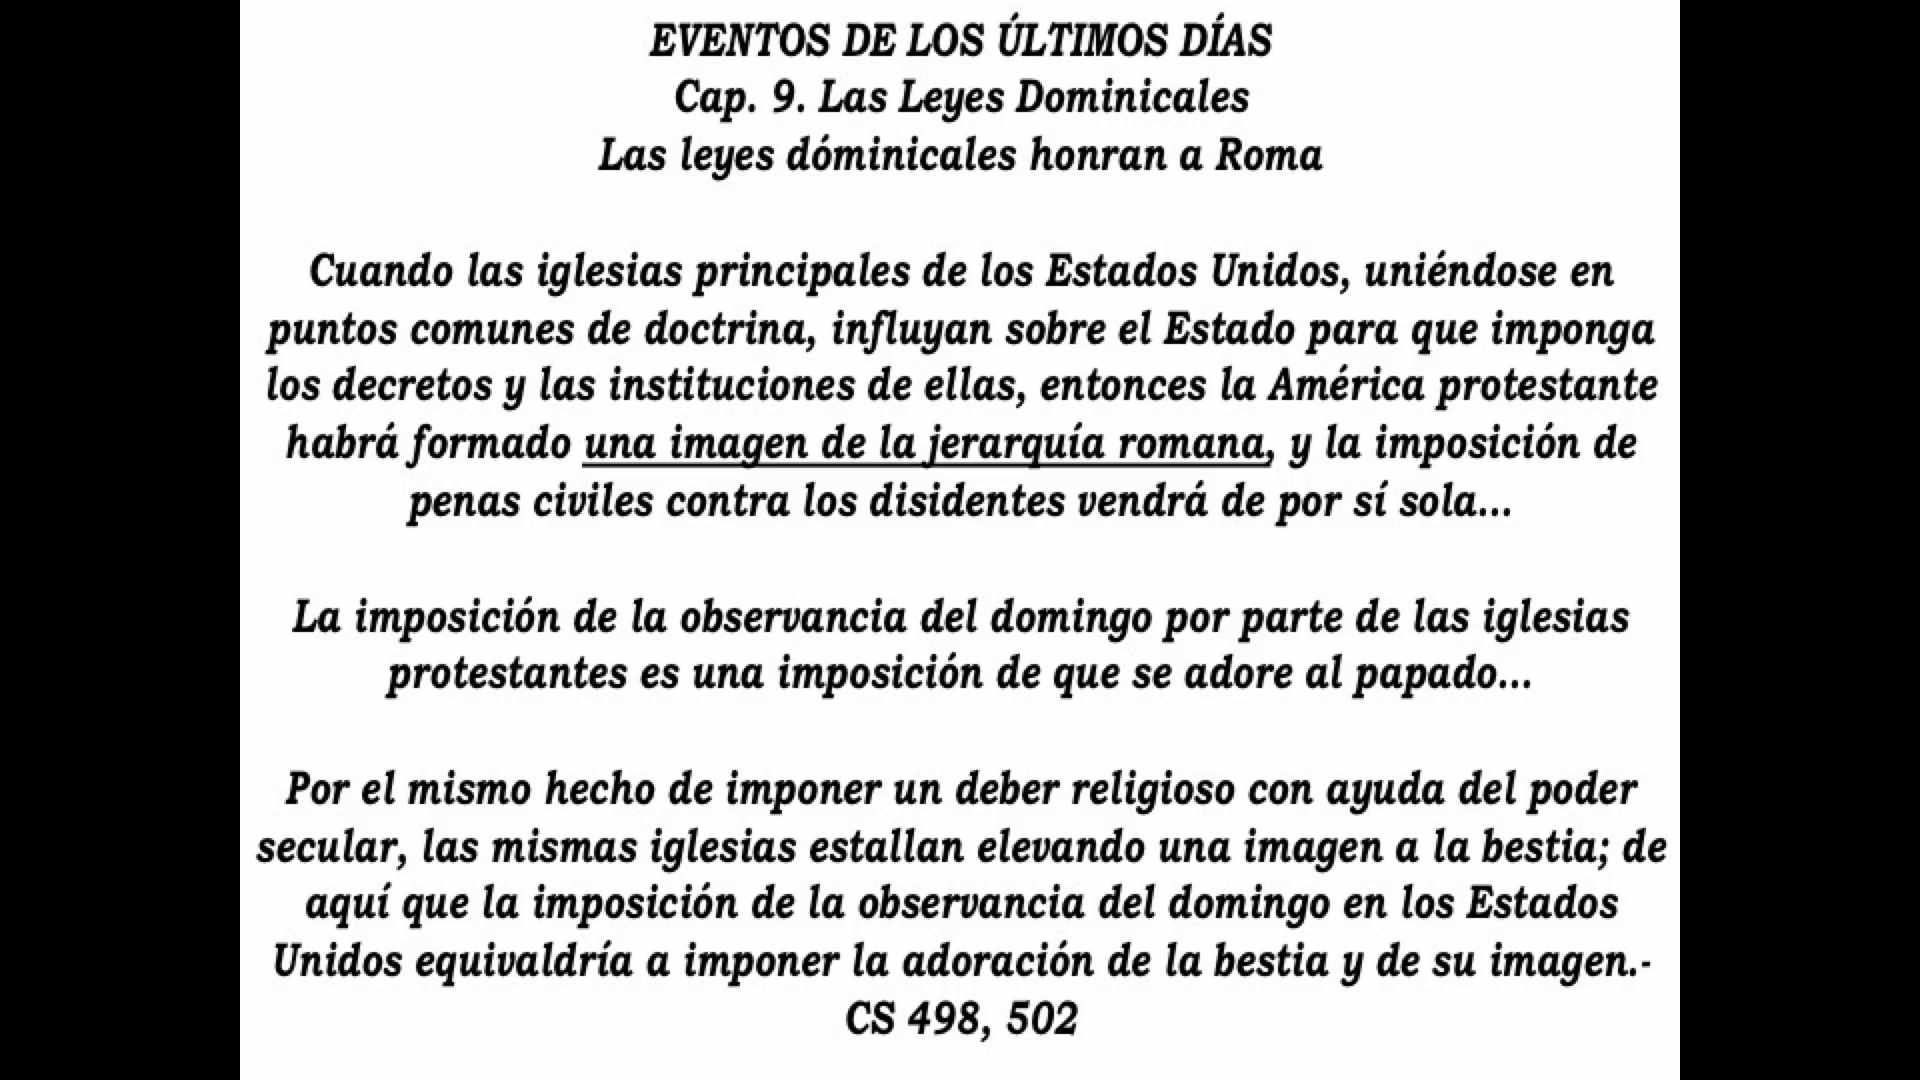 EVENTOS DE LOS ÚLTIMOS DÍAS
Cap. 9. Las Leyes Dominicales
Las leyes dóminicales honran a Roma
Cuando las iglesias principales de los Estados Unidos, uniéndose en
puntos comunes de doctrina, influyan sobre el Estado para que imponga
los decretos y las instituciones de ellas, entonces la América protestante
habrá formado una imagen de la jerarquía romana, y la imposición de
penas civiles contra los disidentes vendrá de por sí sola...
La imposición de la observancia del domingo por parte de las iglesias
protestantes es una imposición de que se adore al papado...
Por el mismo hecho de imponer un deber religioso con ayuda del poder
secular, las mismas iglesias estallan elevando una imagen a la bestia; de
aquí que la imposición de la observancia del domingo en los Estados
Unidos equivaldría a imponer la adoración de la bestia y de su imagen.-
CS 498, 502